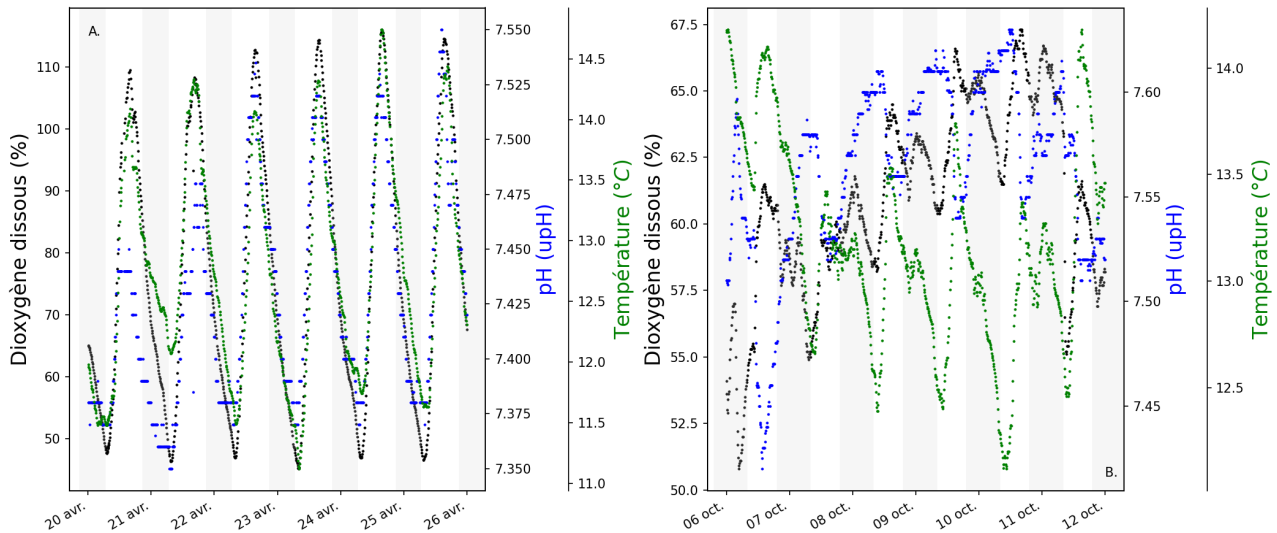 A.
Dioxygène dissous (%)
110
100
90
80
70
60
50
20 avr.
21 avr.
22 avr.
23 avr.
24 avr.
25 avr.
26 avr.
7.550
7.525
7.500
7.475
7.450
7.425
7.400
7.375
7.350
pH (upH)
14.5
14.0
13.5
13.0
12.5
12.0
11.5
11.0
Température (°C)
B.
Dioxygène dissous (%)
67.5
65.0
62.5
60.0
57.5
55.0
52.5
50.0
06 oct.
07 oct.
08 oct.
09 oct.
10 oct.
11 oct.
12 oct.
7.60
7.55
7.50
7.45
pH (upH)
14.0
13.5
13.0
12.5
Température (°C)